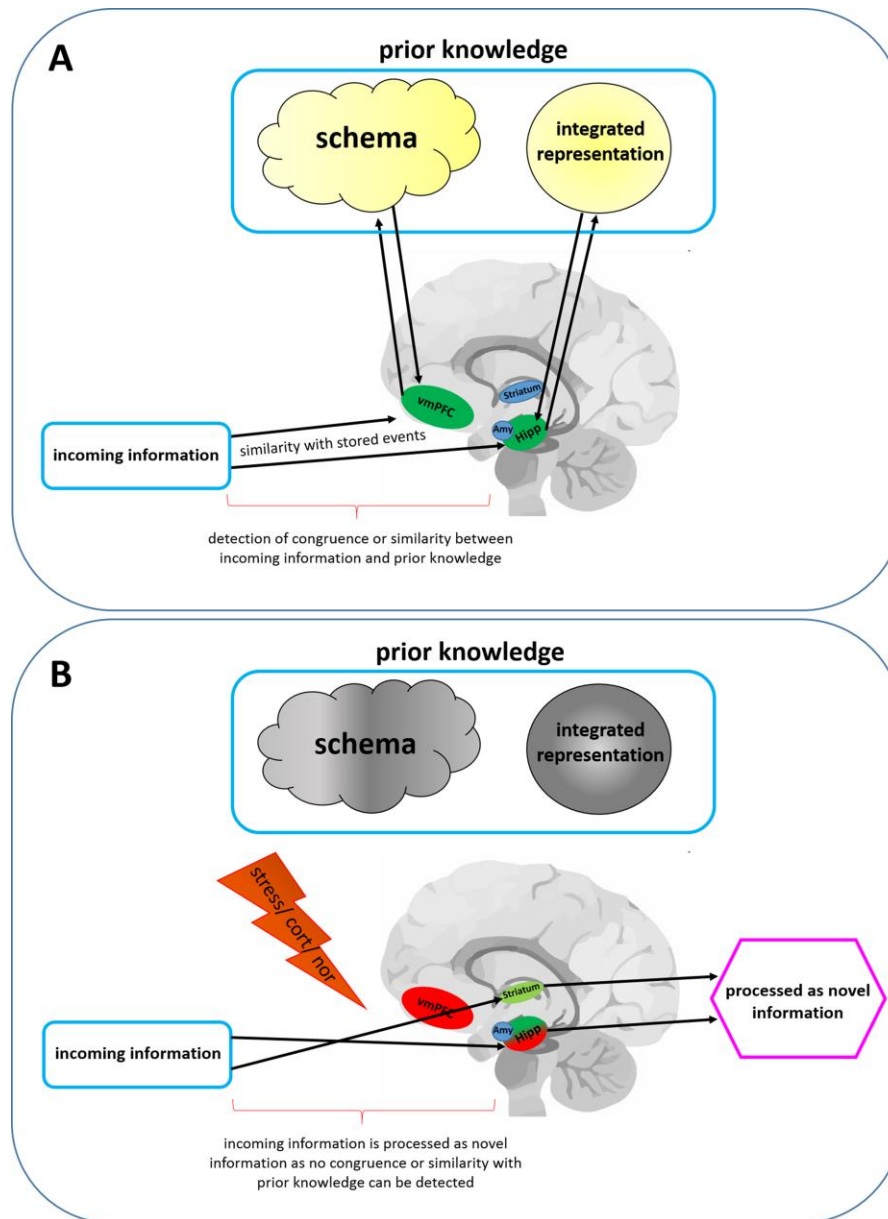 A
prior knowledge
schema
integrated
representation
Striatum
vmPFC
Amy
Hipp
incoming information
similarity with stored events
detection of congruence or similarity between
incoming information and prior knowledge
B
prior knowledge
schema
integrated
representation
stress/ cort/ nor
Striatum
vmPFC
Amy
Hipp
processed as novel
information
incoming information
incoming information is processed as novel
information as no congruence or similarity with
prior knowledge can be detected